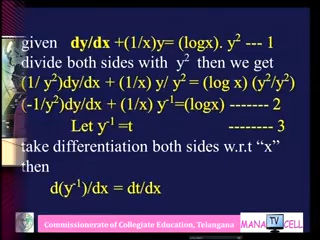 given dy/dx +(1/x)y= (logx). y² --- 1
divide both sides with y² then we get
(1/ y²)dy/dx + (1/x) y/ y² = (log x) (y²/y²)
(-1/y²)dy/dx + (1/x) y⁻¹=(logx) ------- 2
Let y⁻¹ =t -------- 3
take differentiation both sides w.r.t “x”
then
d(y⁻¹)/dx = dt/dx
Commissionerate of Collegiate Education, Telangana
MANA TV CELL